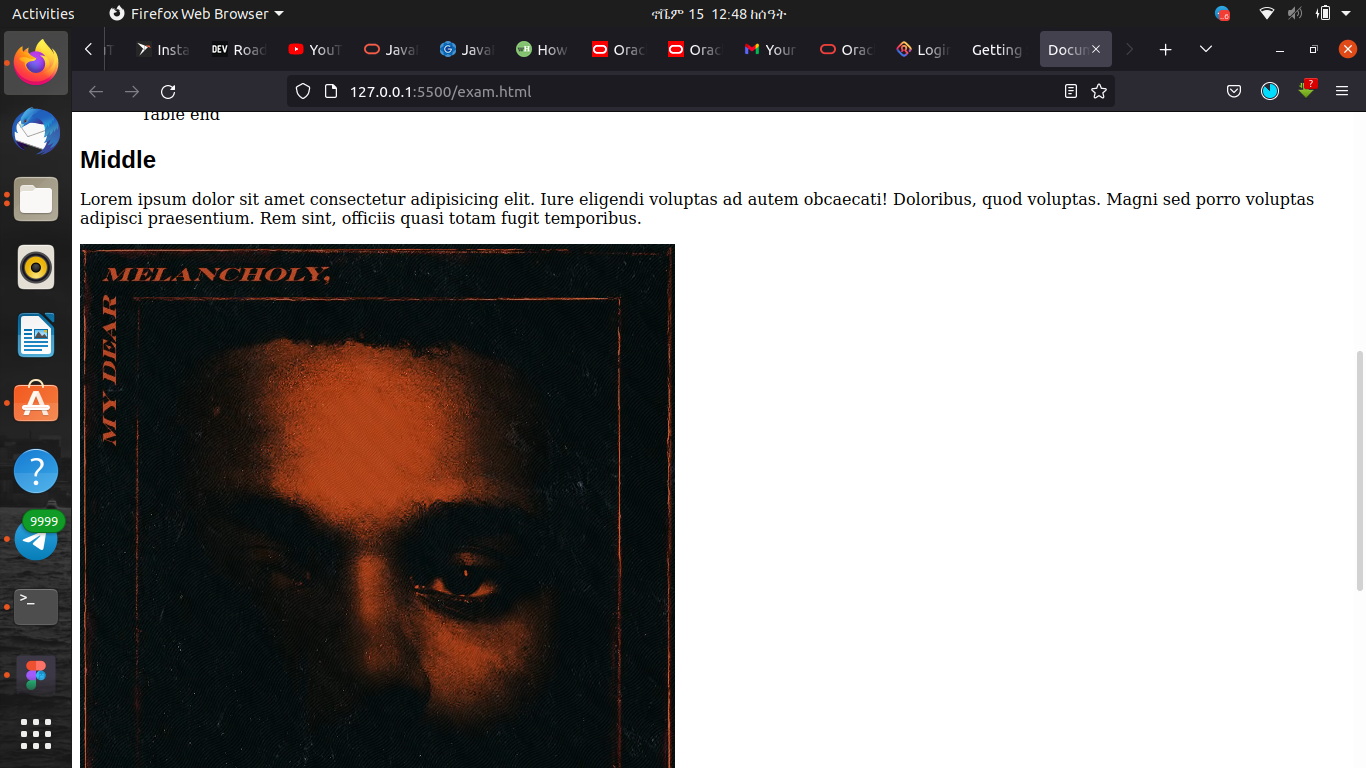 Activities
Firefox Web Browser
ኖቬም 15 12:48 ከሰዓት
Insta
DEV Road
YouT
Java
Java
How
Orac
Orac
Your
Orac
Login
Getting
Docum
127.0.0.1:5500/exam.html
Table end
Middle
Lorem ipsum dolor sit amet consectetur adipisicing elit. Iure eligendi voluptas ad autem obcaecati! Doloribus, quod voluptas. Magni sed porro voluptas
adipisci praesentium. Rem sint, officiis quasi totam fugit temporibus.
MELANCHOLY,
MY DEAR
9999